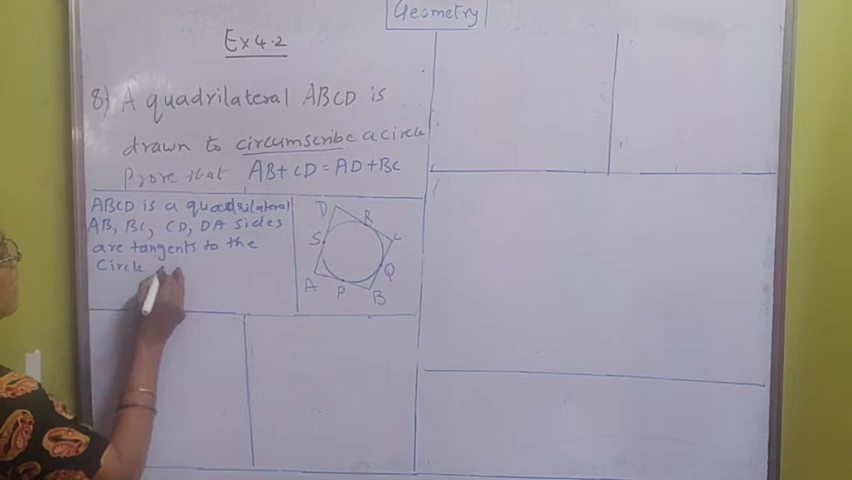 Geometry
Ex 4.2
8) A quadrilateral ABCD is
drawn to circumscribe a circle
Prove that AB+CD=AD+BC
ABCD is a quadrilateral
AB, BC, CD, DA sides
are tangents to the
Circle
D
R
S
C
Q
A
P
B